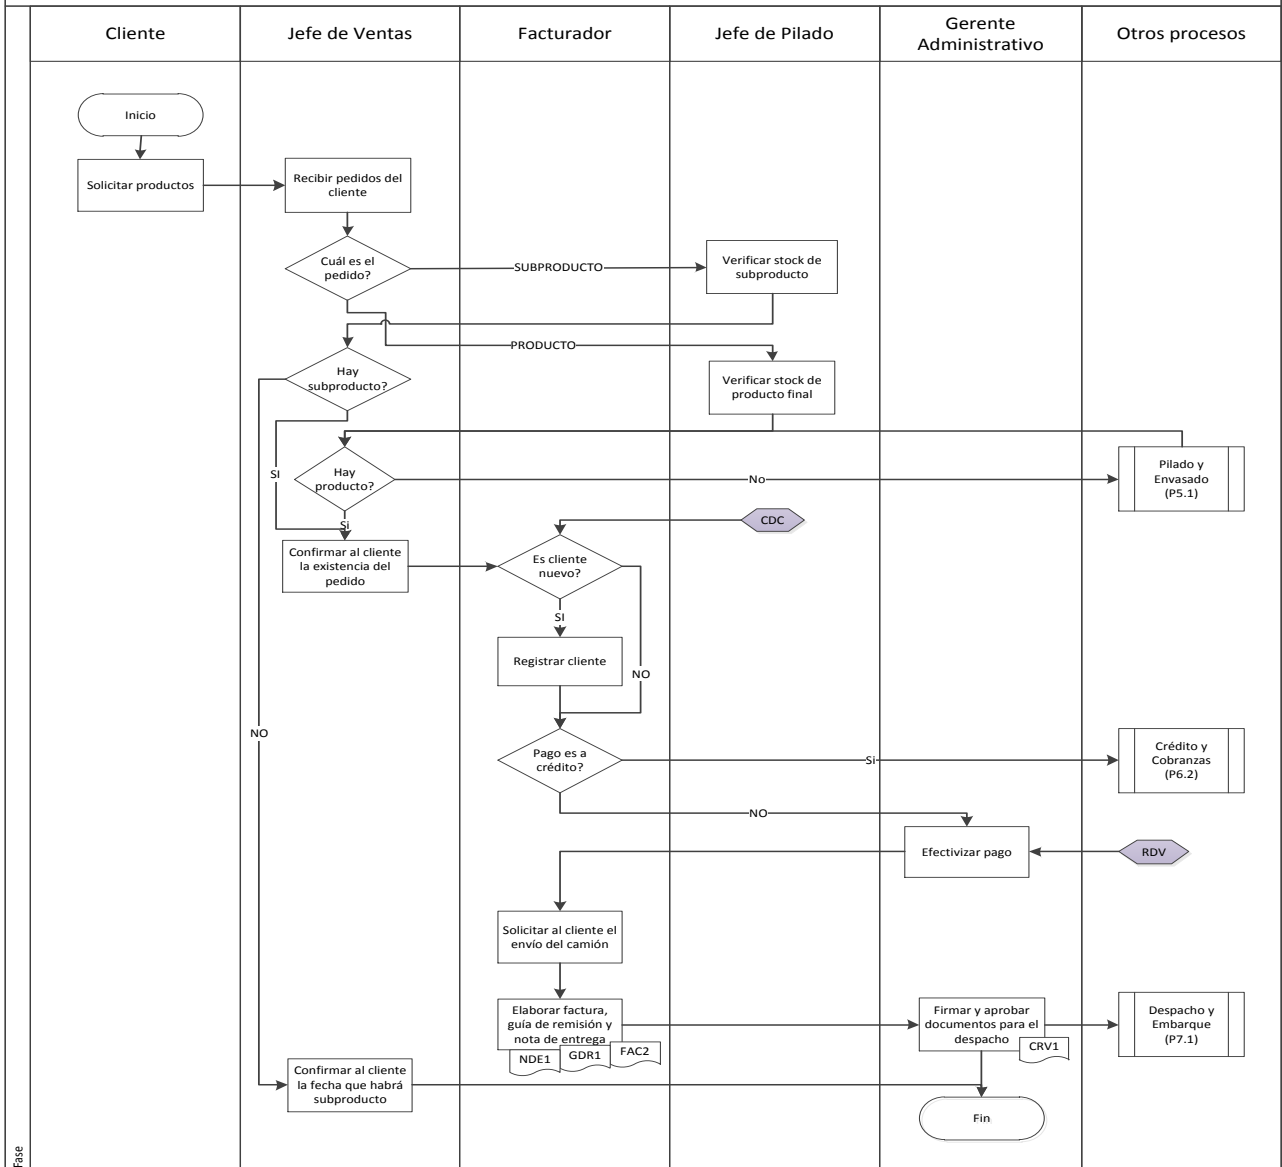 Cliente
Jefe de Ventas
Facturador
Jefe de Pilado
Gerente
Administrativo
Otros procesos
Inicio
Solicitar productos
Recibir pedidos del
cliente
Cuál es el
pedido?
SUBPRODUCTO
Verificar stock de
subproducto
PRODUCTO
Hay
subproducto?
Verificar stock de
producto final
SI
Hay
producto?
No
Pilado y
Envasado
(P5.1)
Si
CDC
Confirmar al cliente
la existencia del
pedido
Es cliente
nuevo?
SI
Registrar cliente
NO
NO
Pago es a
crédito?
Si
Crédito y
Cobranzas
(P6.2)
NO
Efectivizar pago
RDV
Solicitar al cliente el
envío del camión
Elaborar factura,
guía de remisión y
nota de entrega
NDE1
GDR1
FAC2
Firmar y aprobar
documentos para el
despacho
CRV1
Despacho y
Embarque
(P7.1)
Confirmar al cliente
la fecha que habrá
subproducto
Fin
Fase